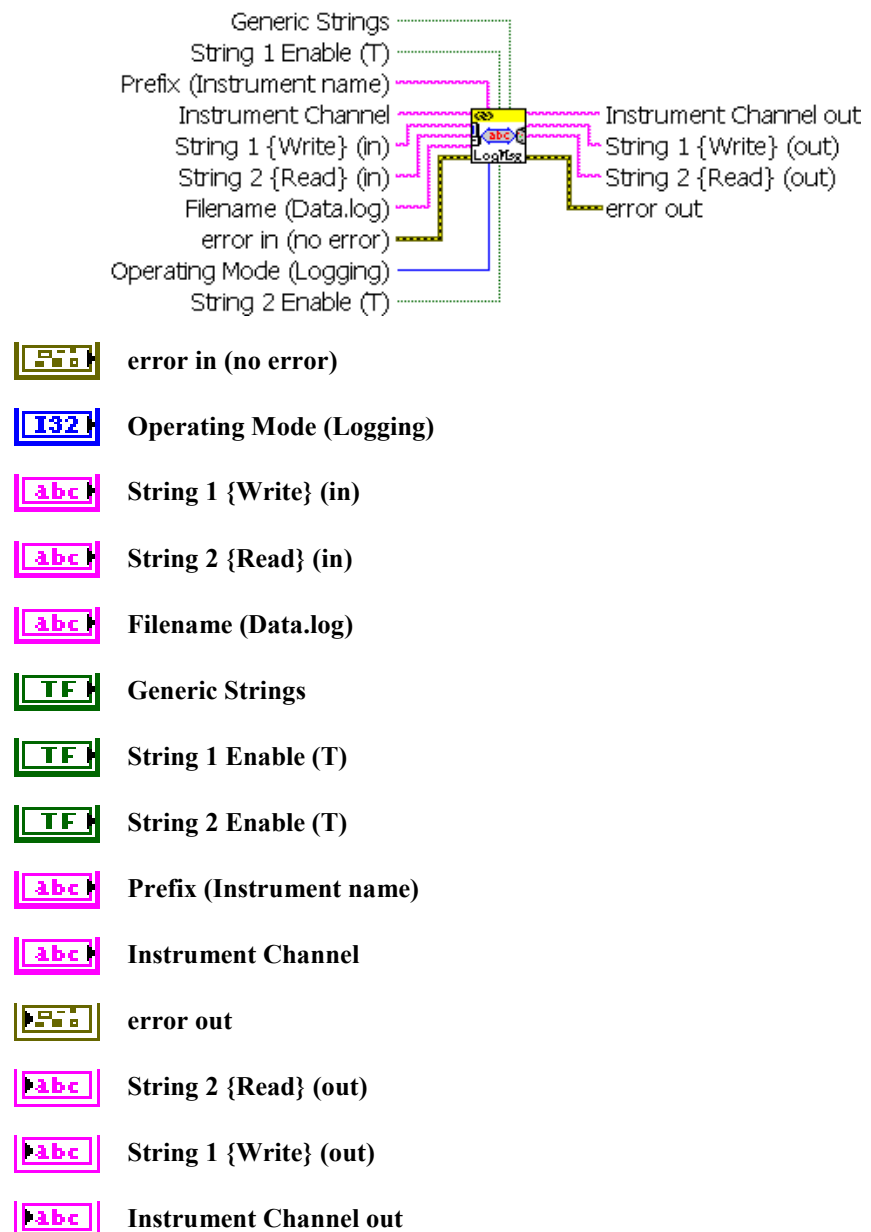 Generic Strings
String 1 Enable (T)
Prefix (Instrument name)
Instrument Channel
String 1 {Write} (in)
String 2 {Read} (in)
Filename (Data.log)
error in (no error)
Operating Mode (Logging)
String 2 Enable (T)
abc
LogMsg
Instrument Channel out
String 1 {Write} (out)
String 2 {Read} (out)
error out
error in (no error)
I32 Operating Mode (Logging)
abc String 1 {Write} (in)
abc String 2 {Read} (in)
abc Filename (Data.log)
TF Generic Strings
TF String 1 Enable (T)
TF String 2 Enable (T)
abc Prefix (Instrument name)
abc Instrument Channel
error out
abc String 2 {Read} (out)
abc String 1 {Write} (out)
abc Instrument Channel out